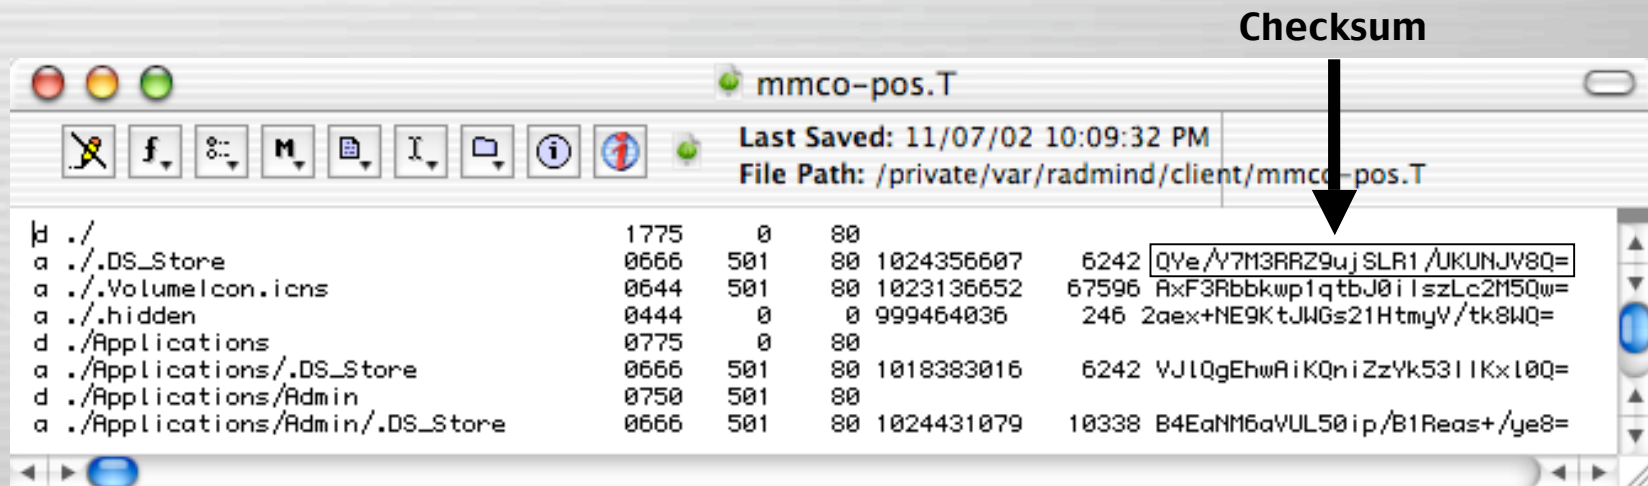 Checksum
mmco-pos.T
Last Saved: 11/07/02 10:09:32 PM
File Path: /private/var/radmind/client/mmco-pos.T
d ./ 1775 0 80
a ./.DS_Store 0666 501 80 1024356607 6242 QYe/Y7M3RRZ9ujSLR1/UKUNJV8Q=
a ./.VolumeIcon.icns 0644 501 80 1023136652 67596 AxF3Rbbkwp1qtbJ0ilszLc2M5Qw=
a ./.hidden 0444 0 0 999464036 246 2aex+NE9KtJWGs21HtmyV/tk8WQ=
d ./Applications 0775 0 80
a ./Applications/.DS_Store 0666 501 80 1018383016 6242 VJlQgEhwAiKQniZzYk53IIKxl0Q=
d ./Applications/Admin 0750 501 80
a ./Applications/Admin/.DS_Store 0666 501 80 1024431079 10338 B4EaNM6aVUL50ip/B1Reas+/ye8=